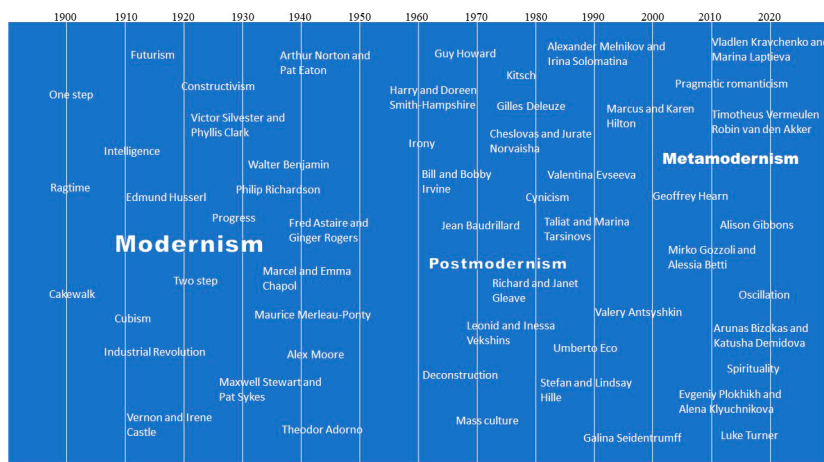 1900 1910 1920 1930 1940 1950 1960 1970 1980 1990 2000 2010 2020
Futurism
Arthur Norton and
Pat Eaton
Guy Howard
Alexander Melnikov and
Irina Solomatina
Vladlen Kravchenko and
Marina Laptieva
One step
Constructivism
Harry and Doreen
Smith-Hampshire
Kitsch
Pragmatic romanticism
Victor Silvester and
Phyllis Clark
Gilles Deleuze
Marcus and Karen
Hilton
Timotheus Vermeulen
Robin van den Akker
Intelligence
Irony
Cheslovas and Jurate
Norvaisha
Metamodernism
Walter Benjamin
Ragtime
Edmund Husserl
Philip Richardson
Bill and Bobby
Irvine
Valentina Evseeva
Cynicism
Geoffrey Hearn
Progress
Fred Astaire and
Ginger Rogers
Jean Baudrillard
Taliat and Marina
Tarsinovs
Alison Gibbons
Modernism
Postmodernism
Mirko Gozzoli and
Alessia Betti
Cakewalk
Two step
Marcel and Emma
Chapol
Richard and Janet
Gleave
Oscillation
Cubism
Maurice Merleau-Ponty
Leonid and Inessa
Vekshins
Valery Antsyshkin
Arunas Bizokas and
Katusha Demidova
Industrial Revolution
Alex Moore
Umberto Eco
Maxwell Stewart and
Pat Sykes
Deconstruction
Stefan and Lindsay
Hille
Spirituality
Evgeniy Plokhikh and
Alena Klyuchnikova
Vernon and Irene
Castle
Theodor Adorno
Mass culture
Galina Seidentrumff
Luke Turner